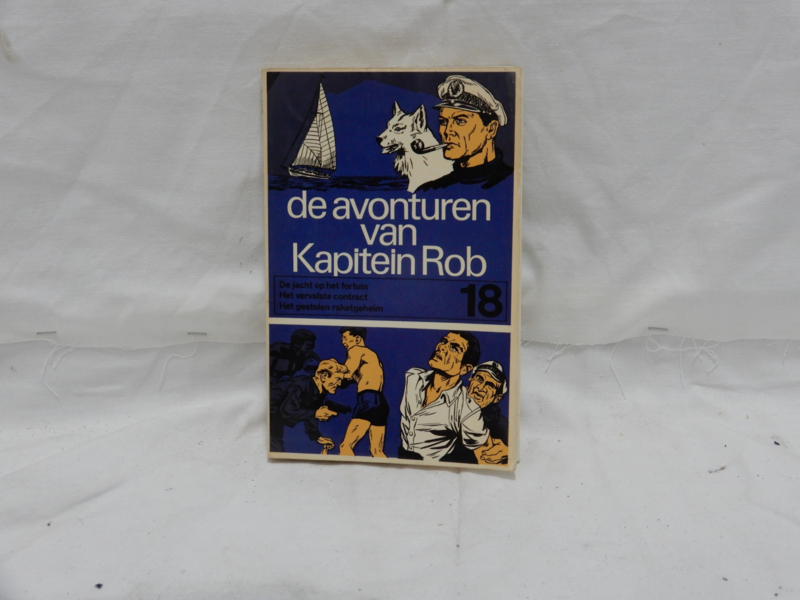 de avonturen
van
Kapitein Rob
De jacht op het fortuin
Het vervalste contract
Het gestolen raketgeheim
18